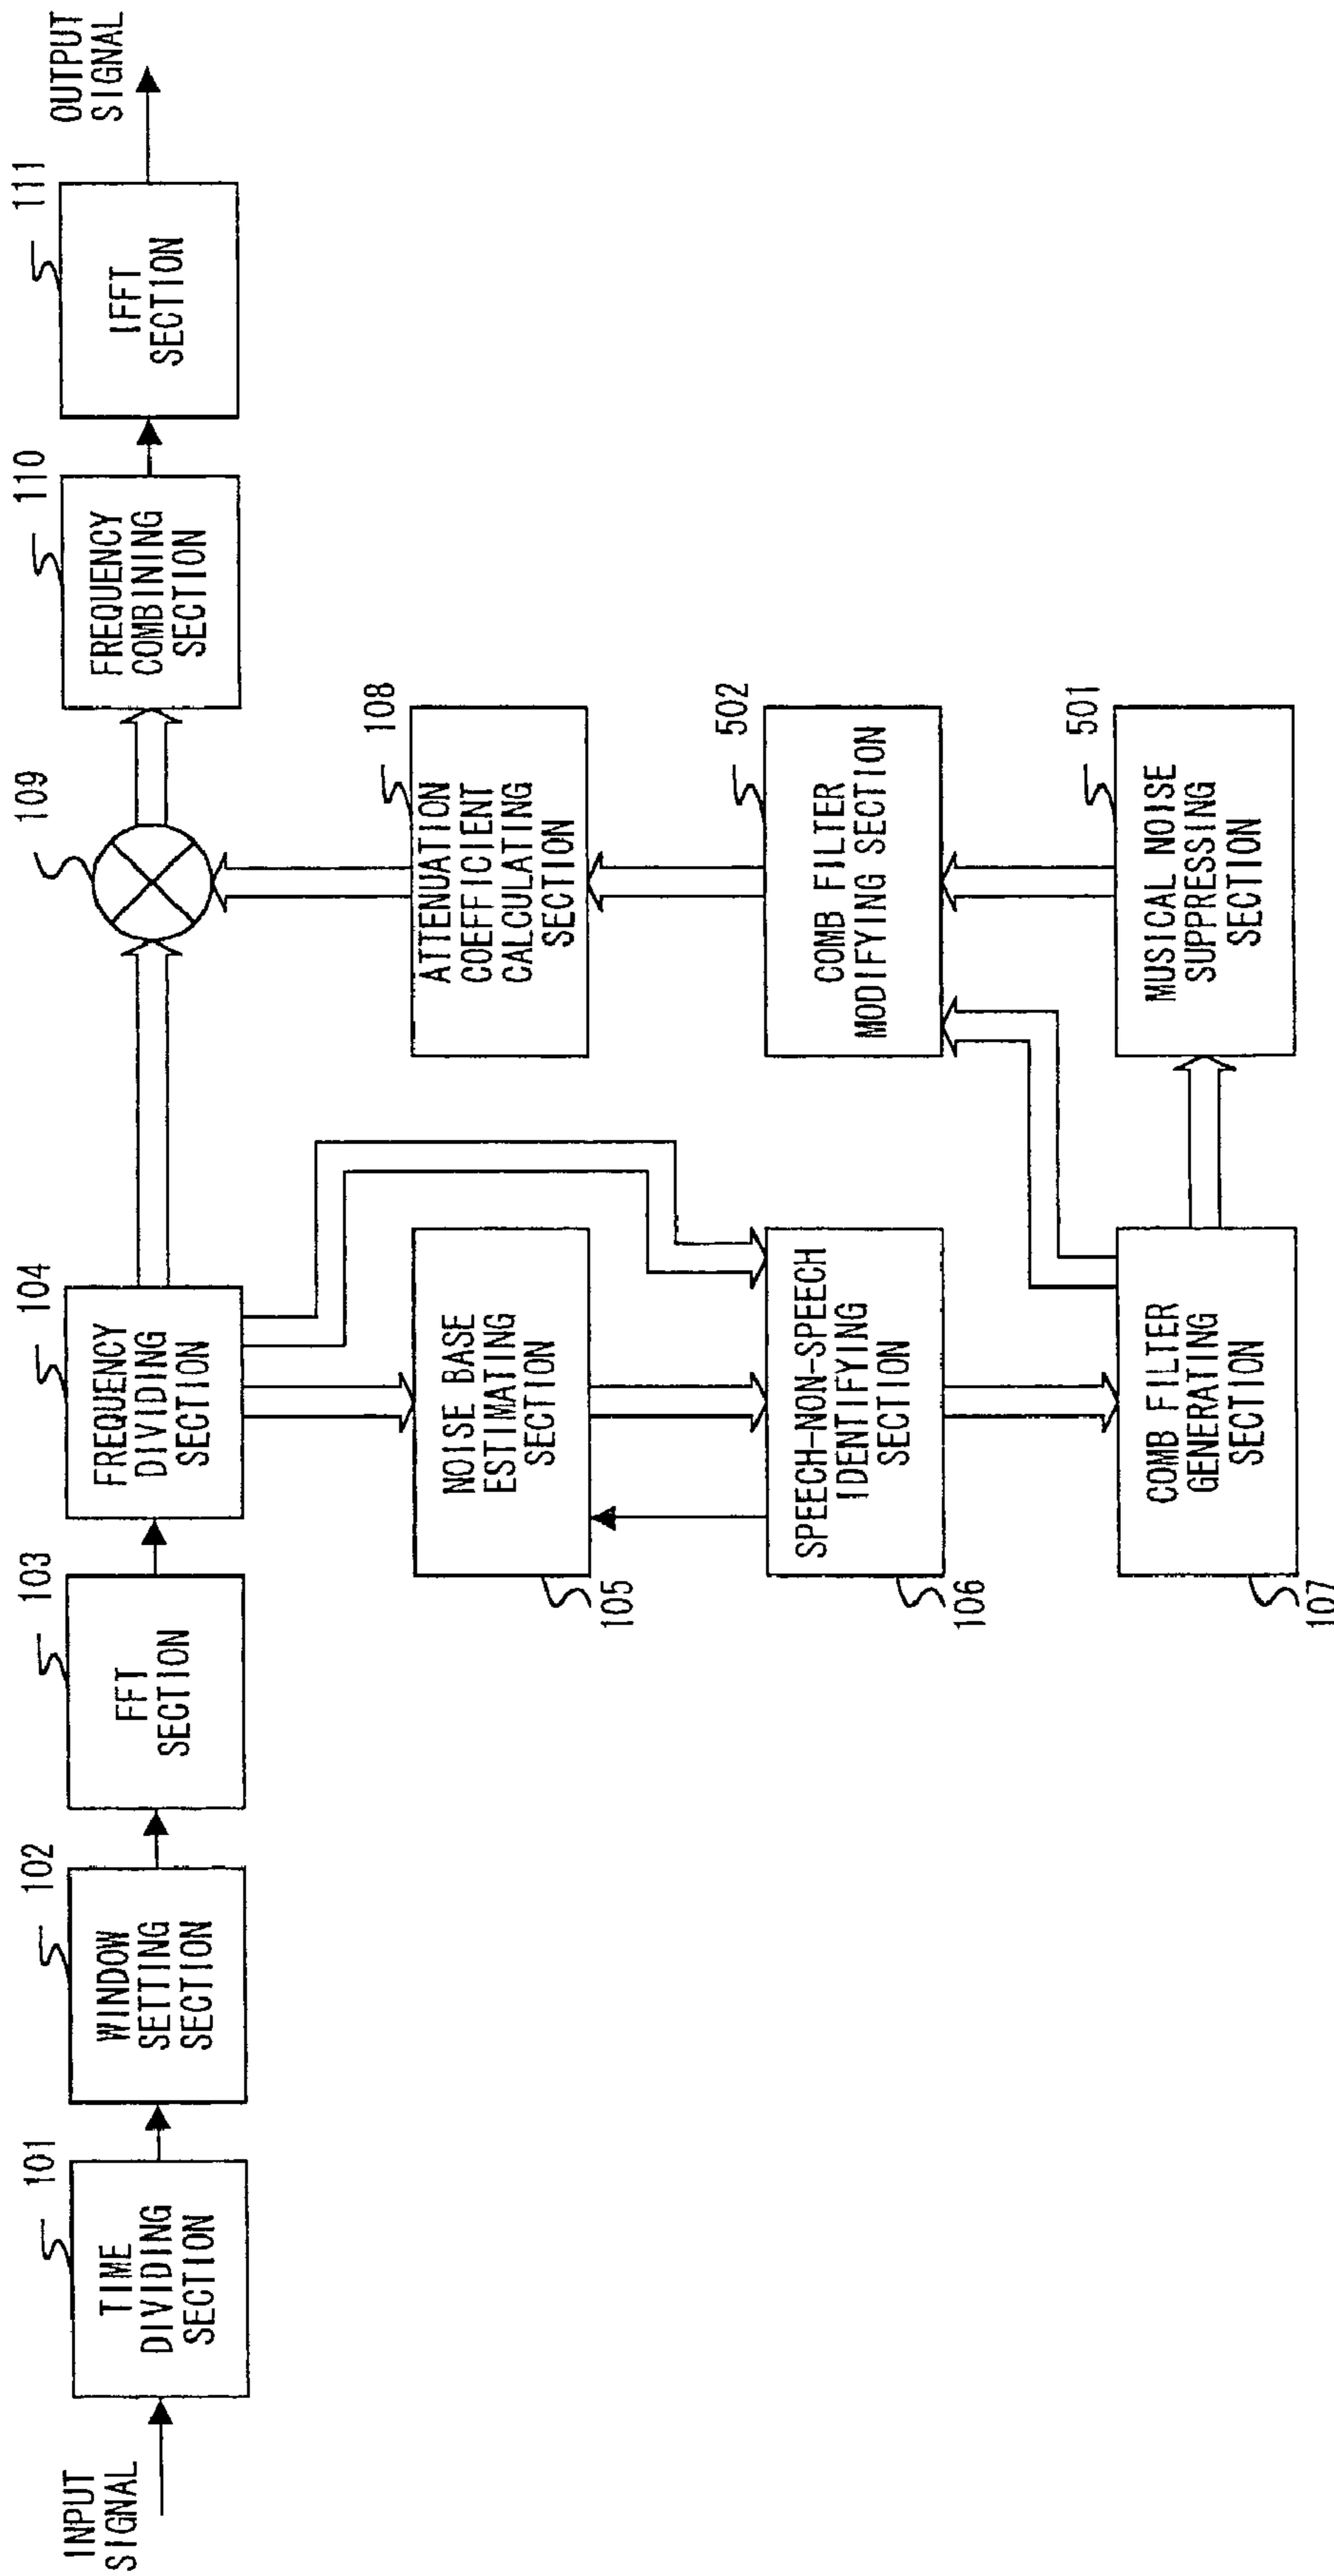 INPUT
SIGNAL
101
TIME
DIVIDING
SECTION
102
WINDOW
SETTING
SECTION
103
FFT
SECTION
104
FREQUENCY
DIVIDING
SECTION
109
110
FREQUENCY
COMBINING
SECTION
111
IFFT
SECTION
OUTPUT
SIGNAL
105
NOISE BASE
ESTIMATING
SECTION
108
ATTENUATION
COEFFICIENT
CALCULATING
SECTION
106
SPEECH-NON-SPEECH
IDENTIFYING
SECTION
502
COMB FILTER
MODIFYING SECTION
107
COMB FILTER
GENERATING
SECTION
501
MUSICAL NOISE
SUPPRESSING
SECTION